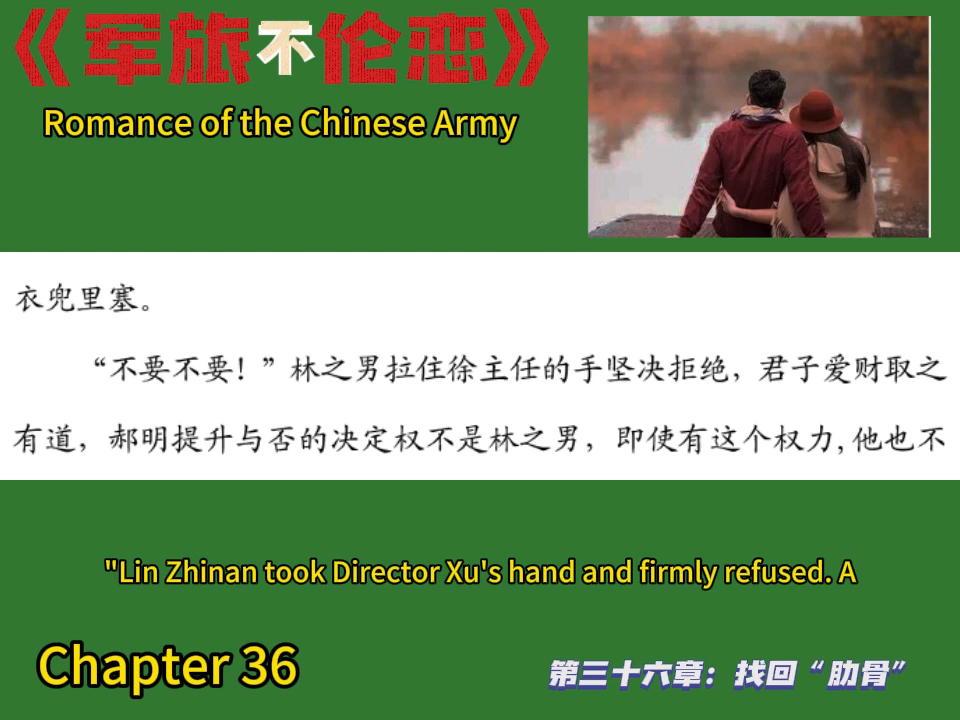 《军旅不伦恋》
Romance of the Chinese Army
衣兜里塞。
“不要不要！”林之男拉住徐主任的手坚决拒绝，君子爱财取之
有道，郝明提升与否的决定权不是林之男，即使有这个权力,他也不
"Lin Zhinan took Director Xu's hand and firmly refused. A
Chapter 36
第三十六章：找回“肋骨”